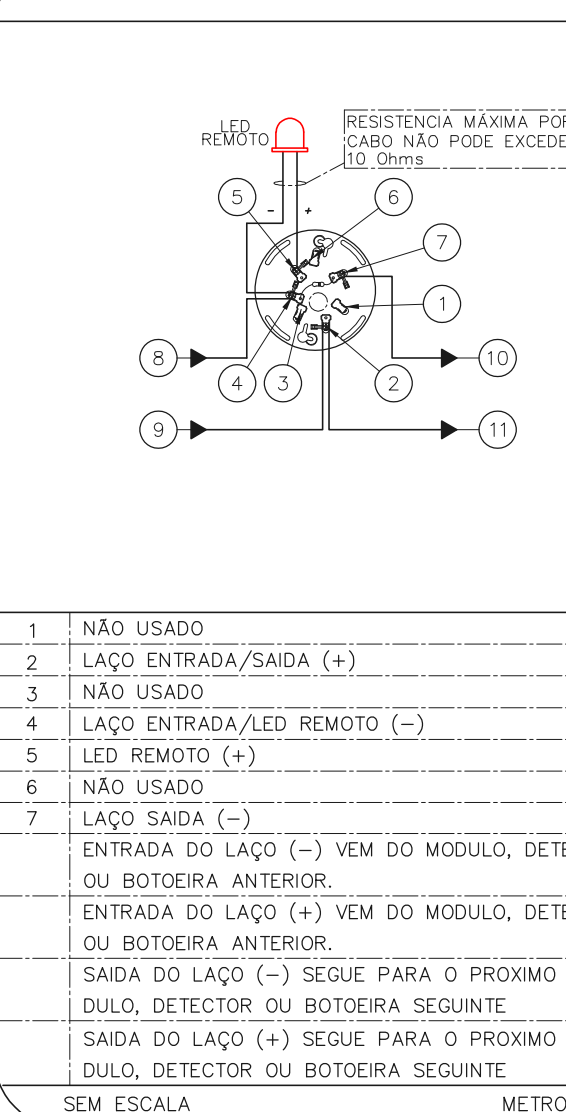 LED
REMOTO
RESISTENCIA MÁXIMA
CABO NÃO PODE
10 Ohms
5
6
- +
7
1
8
10
4
3
2
9
11
1 NÃO USADO
2 LAÇO ENTRADA/SAIDA (+)
3 NÃO USADO
4 LAÇO ENTRADA/LED REMOTO (−)
5 LED REMOTO (+)
6 NÃO USADO
7 LAÇO SAIDA (−)
ENTRADA DO LAÇO (−) VEM DO MODULO,
OU BOTOEIRA ANTERIOR.
ENTRADA DO LAÇO (+) VEM DO MODULO,
OU BOTOEIRA ANTERIOR.
SAIDA DO LAÇO (−) SEGUE PARA O PROXIMO
DULO, DETECTOR OU BOTOEIRA SEGUINTE
SAIDA DO LAÇO (+) SEGUE PARA O PROXIMO
DULO, DETECTOR OU BOTOEIRA SEGUINTE
SEM ESCALA METRO